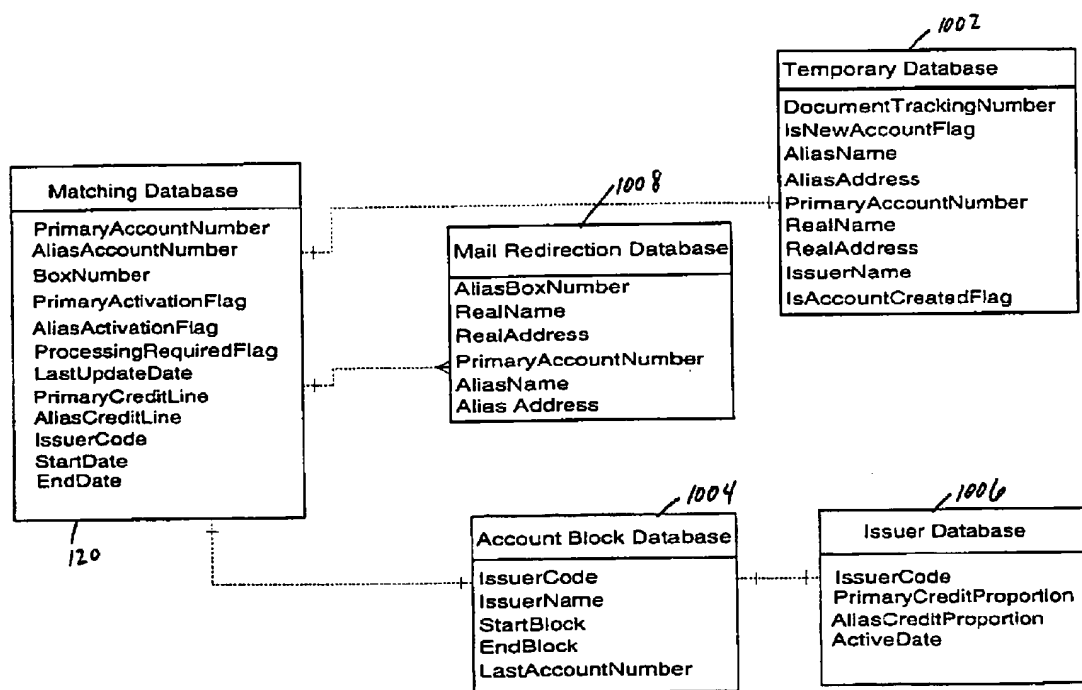 1002
Temporary Database
DocumentTrackingNumber
IsNewAccountFlag
AliasName
AliasAddress
PrimaryAccountNumber
RealName
RealAddress
IssuerName
IsAccountCreatedFlag
Matching Database
PrimaryAccountNumber
AliasAccountNumber
BoxNumber
PrimaryActivationFlag
AliasActivationFlag
ProcessingRequiredFlag
LastUpdateDate
PrimaryCreditLine
AliasCreditLine
IssuerCode
StartDate
EndDate
120
1008
Mail Redirection Database
AliasBoxNumber
RealName
RealAddress
PrimaryAccountNumber
AliasName
Alias Address
1004
Account Block Database
IssuerCode
IssuerName
StartBlock
EndBlock
LastAccountNumber
1006
Issuer Database
IssuerCode
PrimaryCreditProportion
AliasCreditProportion
ActiveDate